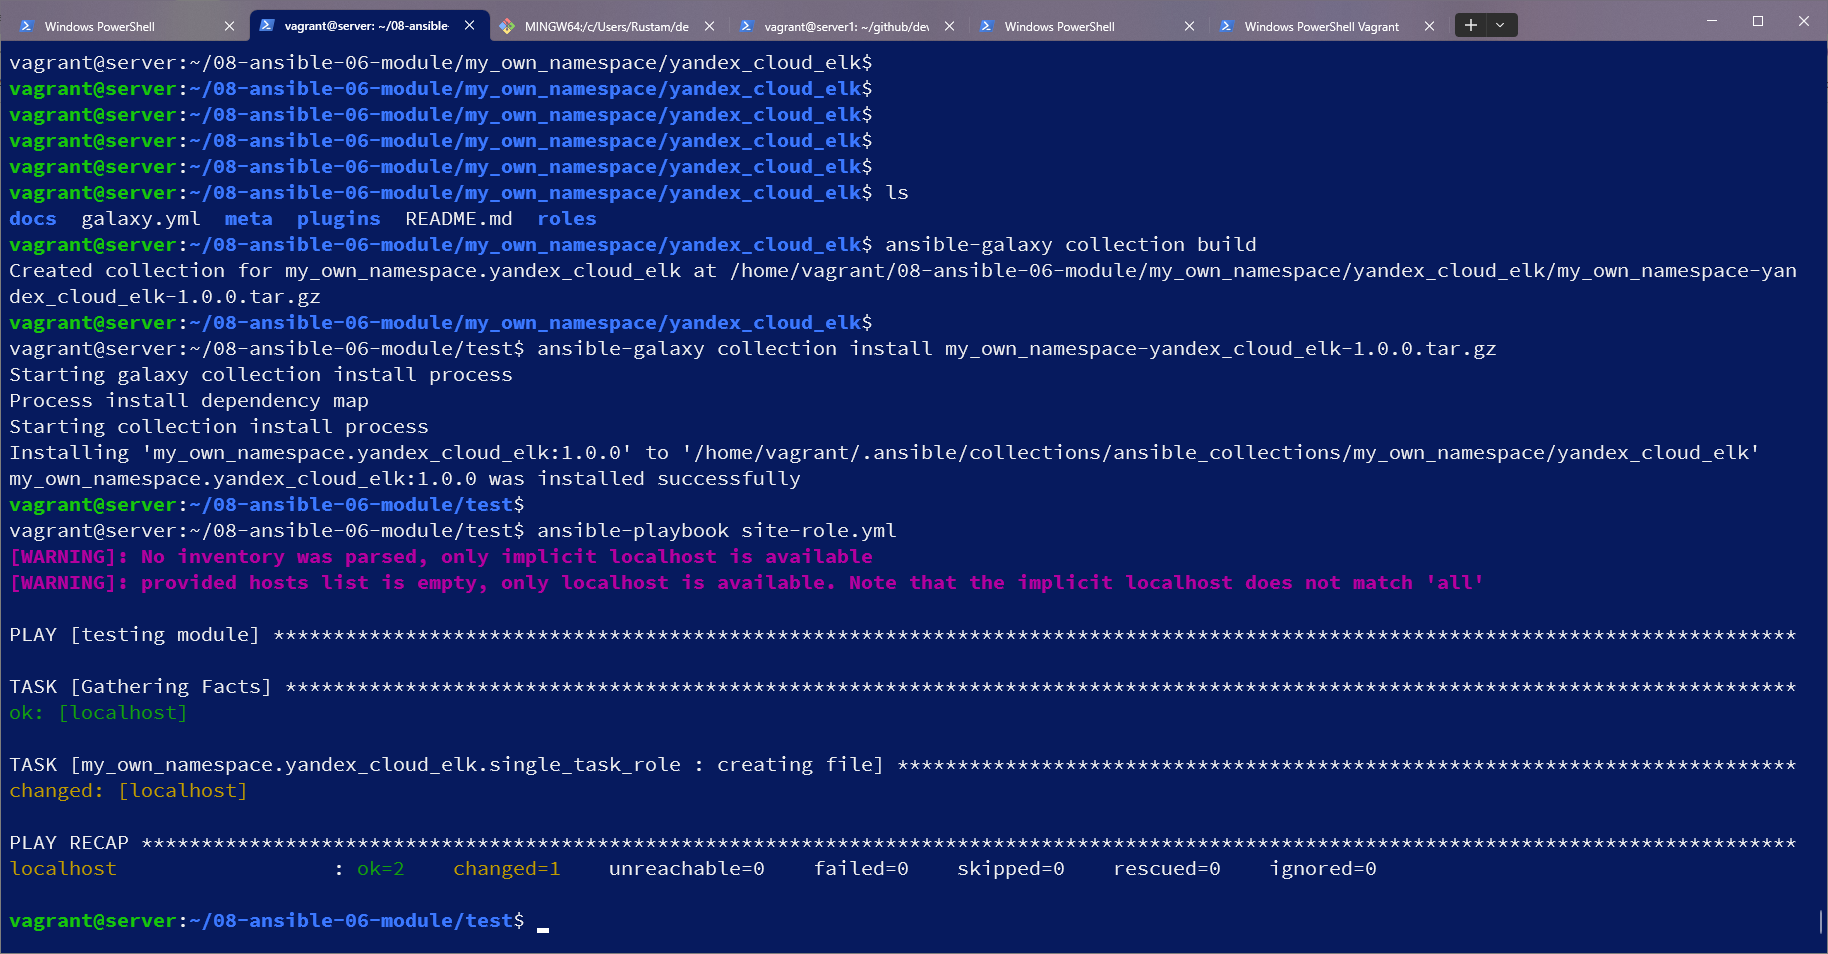 Windows PowerShell
vagrant@server: ~/08-ansible-
MINGW64:/c/Users/Rustam/de
vagrant@server1: ~/github/dev
Windows PowerShell
Windows PowerShell Vagrant
vagrant@server:~/08-ansible-06-module/my_own_namespace/yandex_cloud_elk$
vagrant@server:~/08-ansible-06-module/my_own_namespace/yandex_cloud_elk$
vagrant@server:~/08-ansible-06-module/my_own_namespace/yandex_cloud_elk$
vagrant@server:~/08-ansible-06-module/my_own_namespace/yandex_cloud_elk$
vagrant@server:~/08-ansible-06-module/my_own_namespace/yandex_cloud_elk$
vagrant@server:~/08-ansible-06-module/my_own_namespace/yandex_cloud_elk$ ls
docs  galaxy.yml  meta  plugins  README.md  roles
vagrant@server:~/08-ansible-06-module/my_own_namespace/yandex_cloud_elk$ ansible-galaxy collection build
Created collection for my_own_namespace.yandex_cloud_elk at /home/vagrant/08-ansible-06-module/my_own_namespace/yandex_cloud_elk/my_own_namespace-yan
dex_cloud_elk-1.0.0.tar.gz
vagrant@server:~/08-ansible-06-module/my_own_namespace/yandex_cloud_elk$
vagrant@server:~/08-ansible-06-module/test$ ansible-galaxy collection install my_own_namespace-yandex_cloud_elk-1.0.0.tar.gz
Starting galaxy collection install process
Process install dependency map
Starting collection install process
Installing 'my_own_namespace.yandex_cloud_elk:1.0.0' to '/home/vagrant/.ansible/collections/ansible_collections/my_own_namespace/yandex_cloud_elk'
my_own_namespace.yandex_cloud_elk:1.0.0 was installed successfully
vagrant@server:~/08-ansible-06-module/test$
vagrant@server:~/08-ansible-06-module/test$ ansible-playbook site-role.yml
[WARNING]: No inventory was parsed, only implicit localhost is available
[WARNING]: provided hosts list is empty, only localhost is available. Note that the implicit localhost does not match 'all'
PLAY [testing module] *******************************************************************************************************************************
TASK [Gathering Facts] ******************************************************************************************************************************
ok: [localhost]
TASK [my_own_namespace.yandex_cloud_elk.single_task_role : creating file] ***************************************************************************
changed: [localhost]
PLAY RECAP ******************************************************************************************************************************************
localhost                  : ok=2    changed=1    unreachable=0    failed=0    skipped=0    rescued=0    ignored=0
vagrant@server:~/08-ansible-06-module/test$